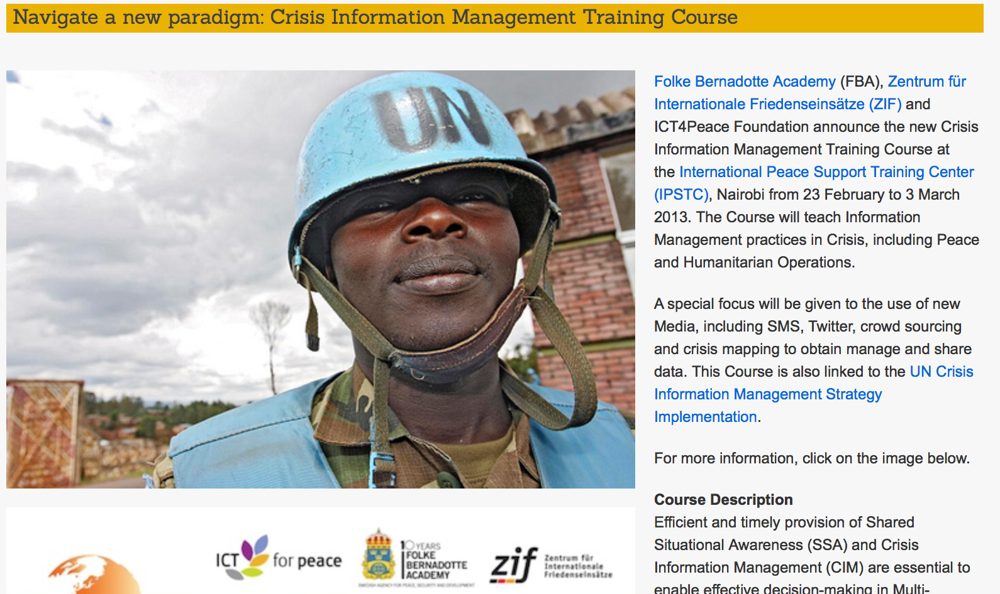 Navigate a new paradigm: Crisis Information Management Training Course
UN
Folke Bernadotte Academy (FBA), Zentrum für
Internationale Friedenseinsätze (ZIF) and
ICT4Peace Foundation announce the new Crisis
Information Management Training Course at
the International Peace Support Training Center
(IPSTC), Nairobi from 23 February to 3 March
2013. The Course will teach Information
Management practices in Crisis, including Peace
and Humanitarian Operations.
A special focus will be given to the use of new
Media, including SMS, Twitter, crowd sourcing
and crisis mapping to obtain manage and share
data. This Course is also linked to the UN Crisis
Information Management Strategy
Implementation.
For more information, click on the image below.
Course Description
Efficient and timely provision of Shared
Situational Awareness (SSA) and Crisis
Information Management (CIM) are essential to
enable effective decision-making in Multi-
ICT for peace
10 YEARS
FOLKE
BERNADOTTE
ACADEMY
SWEDISH AGENCY FOR PEACE, SECURITY AND DEVELOPMENT
zif
Zentrum für
Internationale
Friedenseinsätze